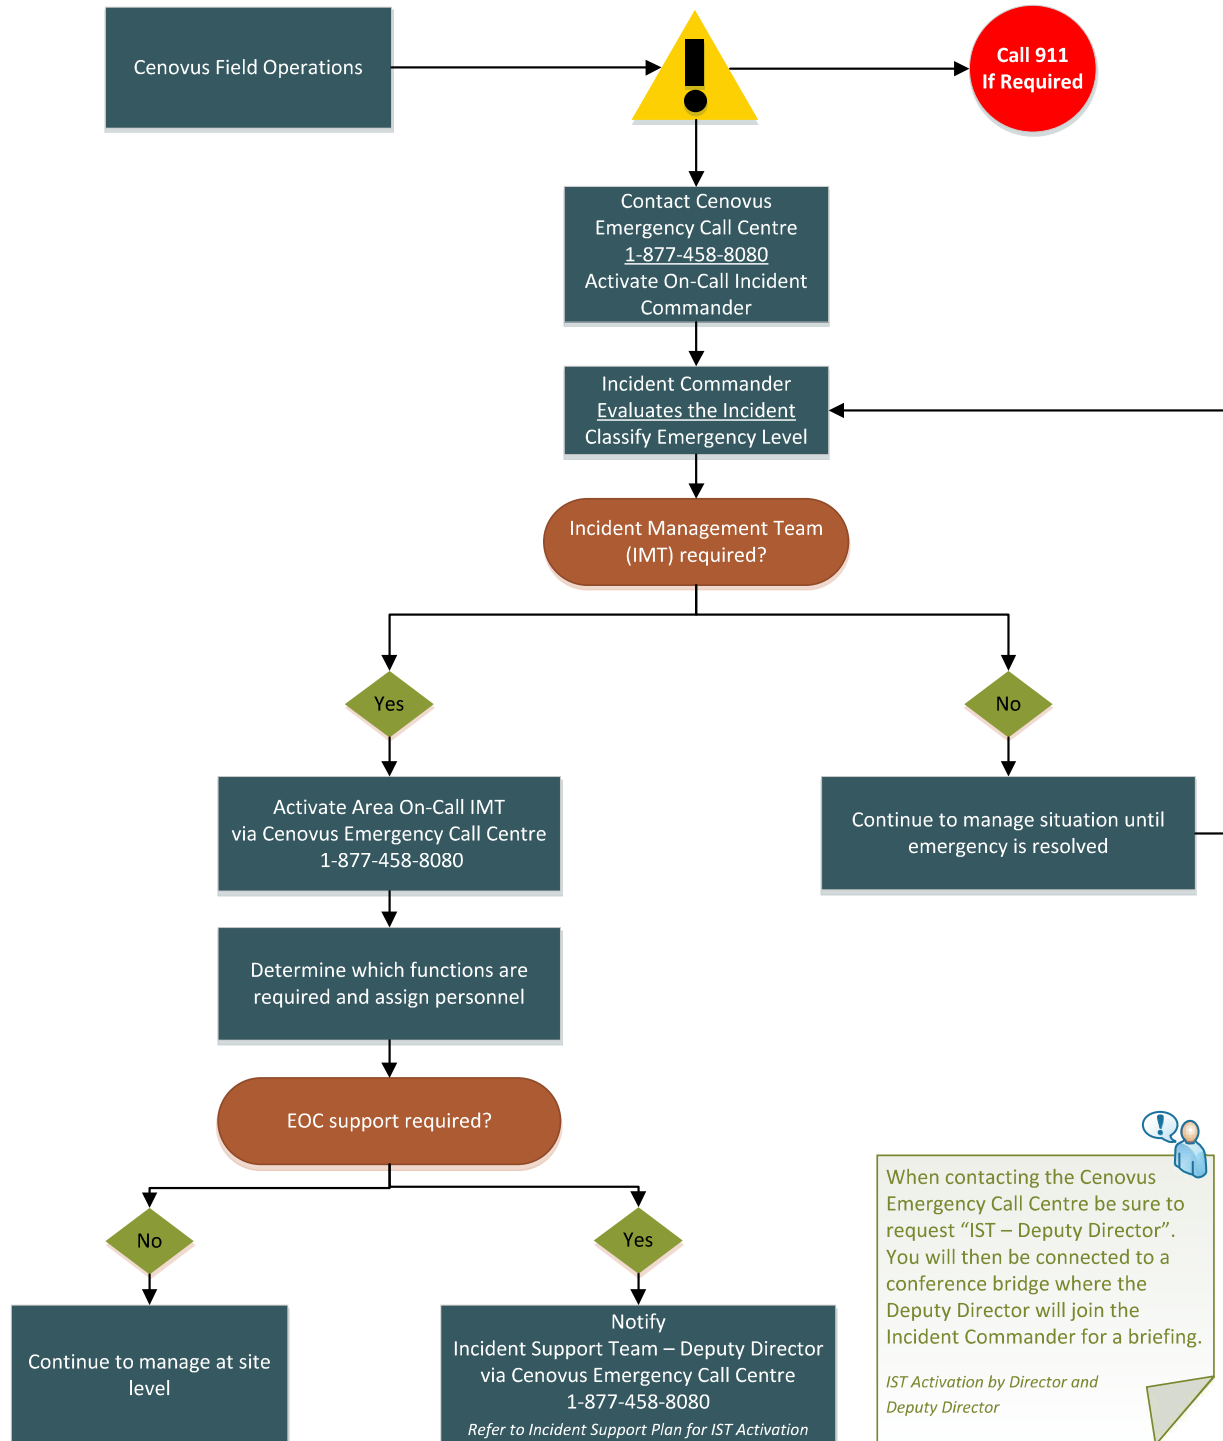 Cenovus Field Operations
Call 911
If Required
Contact Cenovus
Emergency Call Centre
1-877-458-8080
Activate On-Call Incident
Commander
Incident Commander
Evaluates the Incident
Classify Emergency Level
Incident Management Team
(IMT) required?
Yes
No
Activate Area On-Call IMT
via Cenovus Emergency Call Centre
1-877-458-8080
Continue to manage situation until
emergency is resolved
Determine which functions are
required and assign personnel
EOC support required?
No
Yes
Continue to manage at site
level
Notify
Incident Support Team – Deputy Director
via Cenovus Emergency Call Centre
1-877-458-8080
Refer to Incident Support Plan for IST Activation
When contacting the Cenovus
Emergency Call Centre be sure to
request “IST – Deputy Director”.
You will then be connected to a
conference bridge where the
Deputy Director will join the
Incident Commander for a briefing.
IST Activation by Director and
Deputy Director